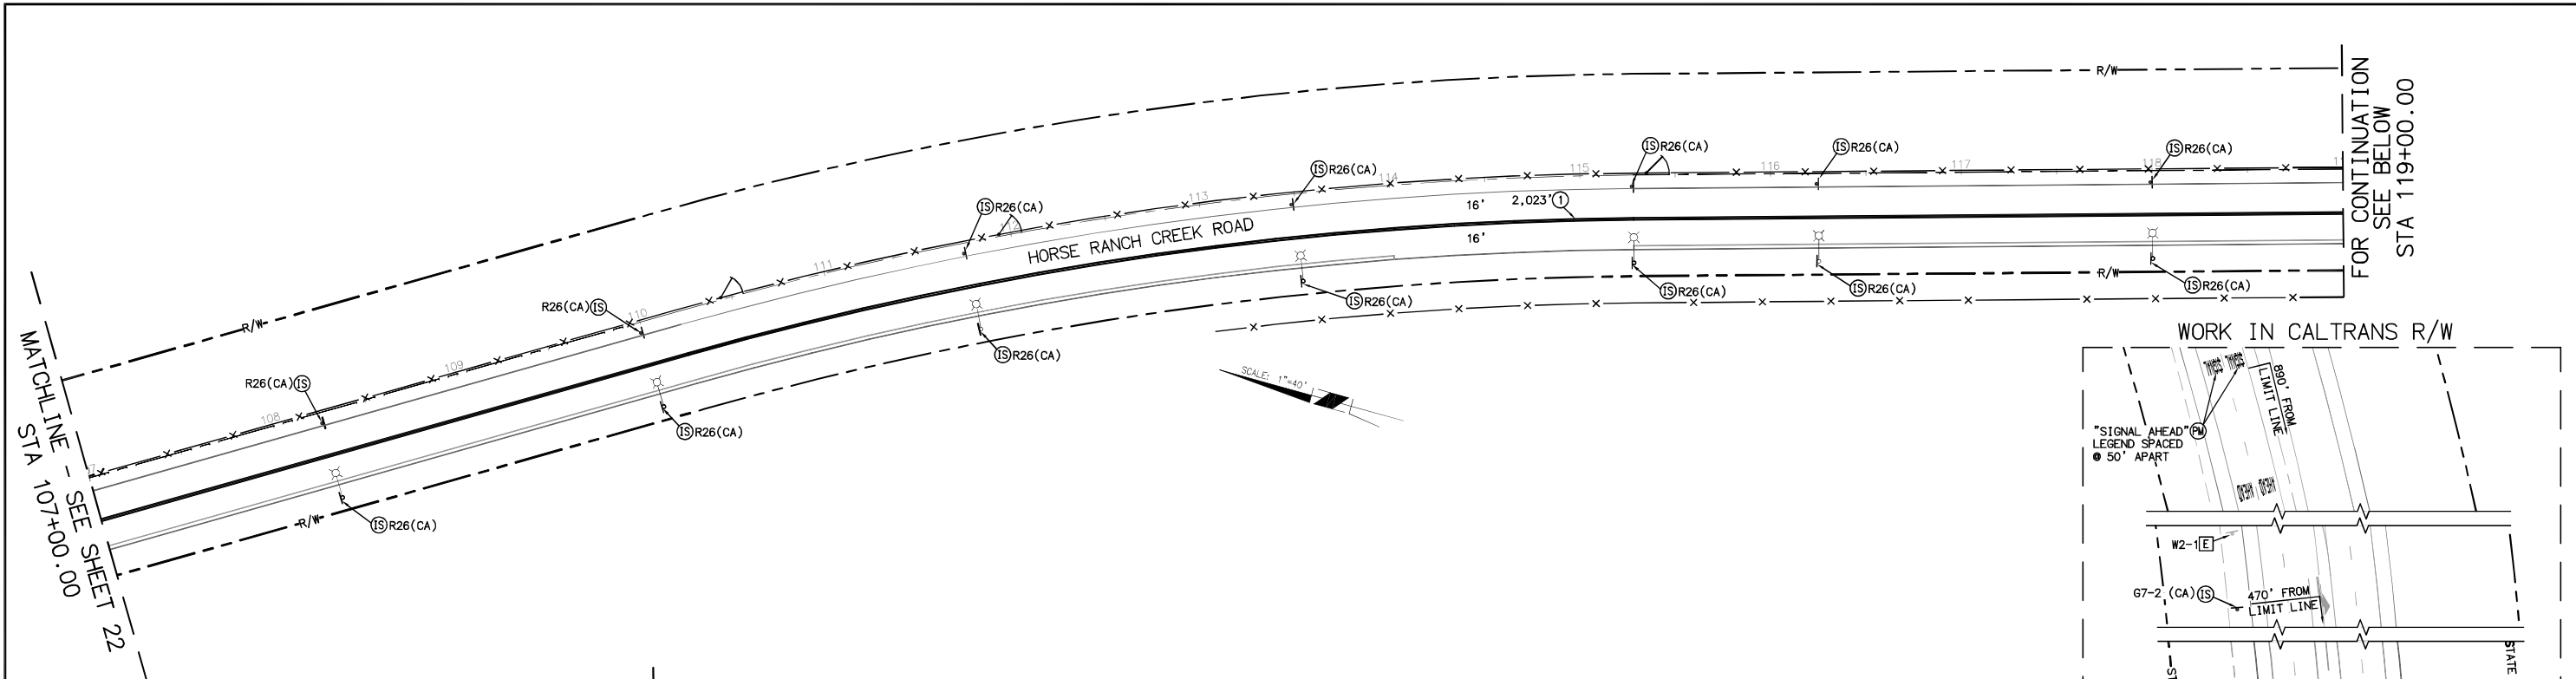 R/W
R/W
FOR CONTINUATION
SEE BELOW
STA 119+00.00
IS R26(CA)
IS R26(CA)
IS R26(CA)
IS R26(CA)
IS R26(CA)
R26(CA) IS
R26(CA) IS
108
109
110
111
112
113
114
115
116
117
118
2,023' 1
16'
16'
HORSE RANCH CREEK ROAD
R/W
IS R26(CA)
IS R26(CA)
IS R26(CA)
IS R26(CA)
IS R26(CA)
IS R26(CA)
IS R26(CA)
R/W
MATCHLINE - SEE SHEET 22
STA 107+00.00
SCALE: 1"=40'
WORK IN CALTRANS R/W
SIGNAL SIGNAL
890' FROM
LIMIT LINE
"SIGNAL AHEAD" PM
LEGEND SPACED
@ 50' APART
AHEAD AHEAD
W2-1 E
G7-2 (CA) IS
470' FROM
LIMIT LINE
STATE